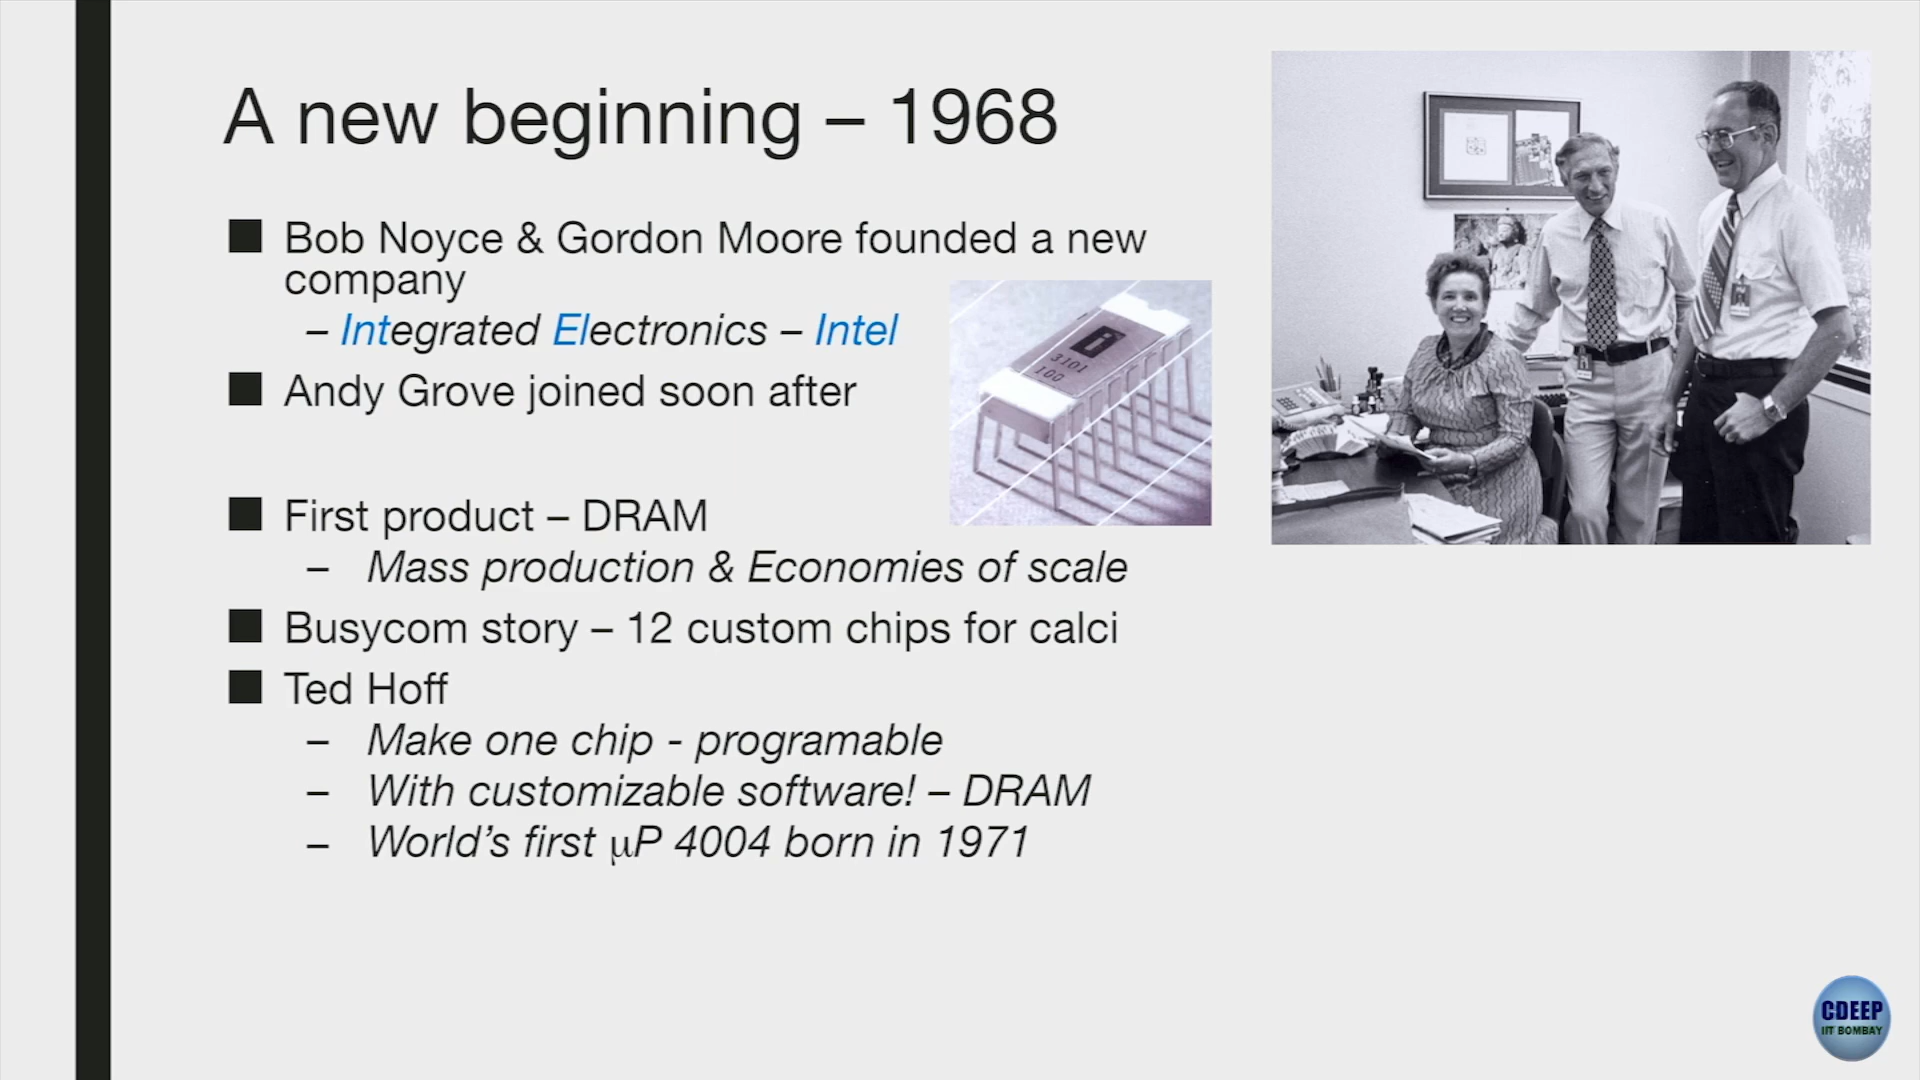 A new beginning – 1968
■ Bob Noyce & Gordon Moore founded a new
company
– Integrated Electronics – Intel
■ Andy Grove joined soon after
i
3101
100
■ First product – DRAM
– Mass production & Economies of scale
■ Busycom story – 12 custom chips for calci
■ Ted Hoff
– Make one chip - programable
– With customizable software! – DRAM
– World’s first μP 4004 born in 1971
CDEEP
IIT BOMBAY